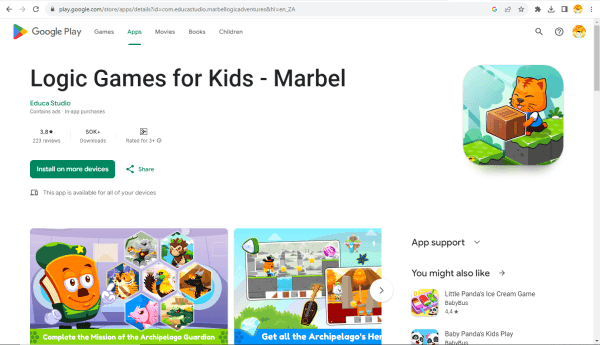 play.google.com/store/apps/details?id=com.educastudio.marbellogicadventures&hl=en_ZA
Google Play
Games
Apps
Movies
Books
Children
Logic Games for Kids - Marbel
Educa Studio
Contains ads · In-app purchases
3.8★
223 reviews
50K+
Downloads
3+
Rated for 3+
Install on more devices
Share
This app is available for all of your devices
Complete the Mission of the Archipelago Guardian
Get all the Archipelago's Her
App support
You might also like
Little Panda's Ice Cream Game
BabyBus
4,4★
Baby Panda's Kids Play
BabyBus